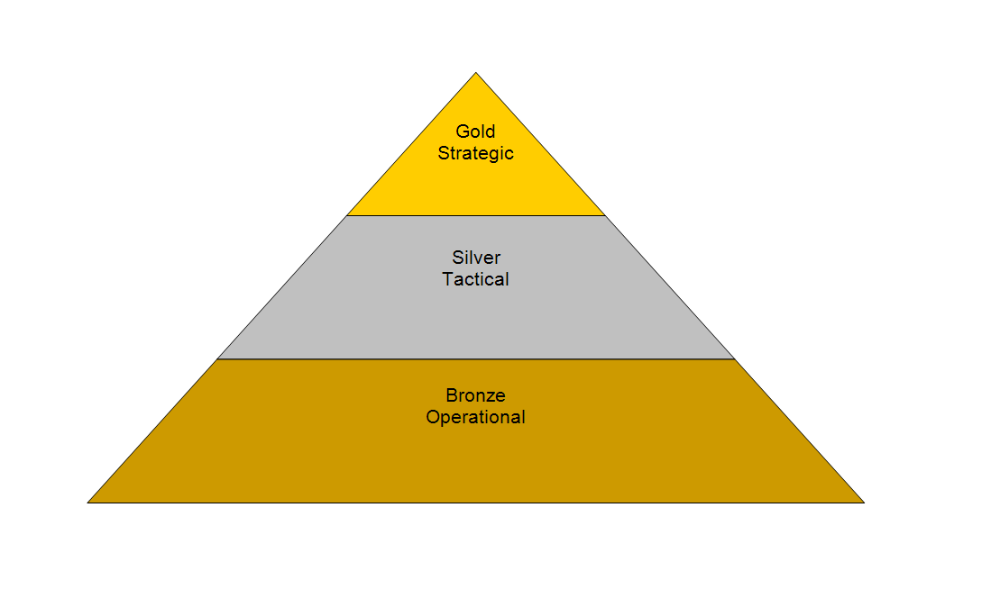 Gold
Strategic
Silver
Tactical
Bronze
Operational